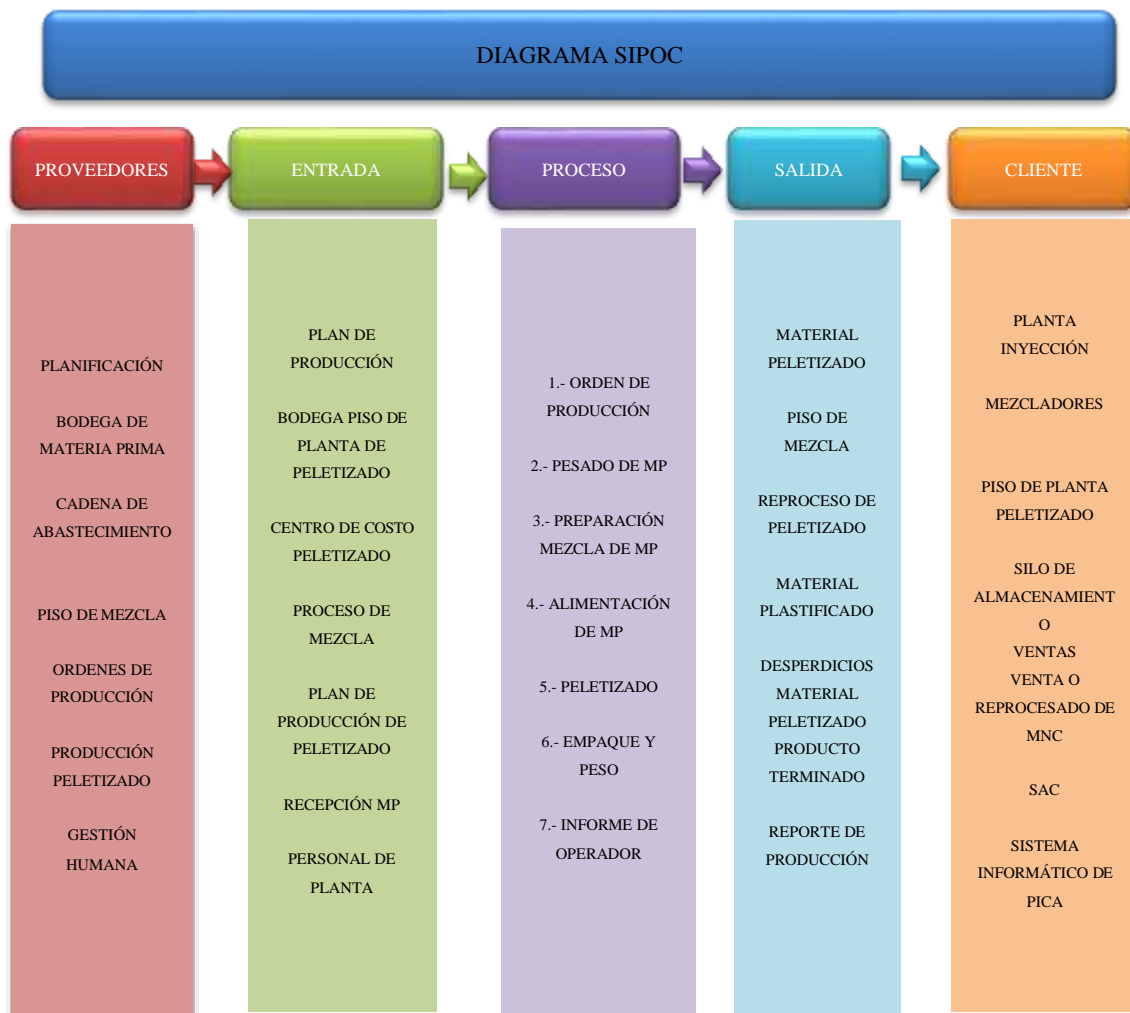 DIAGRAMA SIPOC
PROVEEDORES
ENTRADA
PROCESO
SALIDA
CLIENTE
PLANIFICACIÓN
BODEGA DE
MATERIA PRIMA
CADENA DE
ABASTECIMIENTO
PISO DE MEZCLA
ORDENES DE
PRODUCCIÓN
PRODUCCIÓN
PELETIZADO
GESTIÓN
HUMANA
PLAN DE
PRODUCCIÓN
BODEGA PISO DE
PLANTA DE
PELETIZADO
CENTRO DE COSTO
PELETIZADO
PROCESO DE
MEZCLA
PLAN DE
PRODUCCIÓN DE
PELETIZADO
RECEPCIÓN MP
PERSONAL DE
PLANTA
1.- ORDEN DE
PRODUCCIÓN
2.- PESADO DE MP
3.- PREPARACIÓN
MEZCLA DE MP
4.- ALIMENTACIÓN
DE MP
5.- PELETIZADO
6.- EMPAQUE Y
PESO
7.- INFORME DE
OPERADOR
MATERIAL
PELETIZADO
PISO DE
MEZCLA
REPROCESO DE
PELETIZADO
MATERIAL
PLASTIFICADO
DESPERDICIOS
MATERIAL
PELETIZADO
PRODUCTO
TERMINADO
REPORTE DE
PRODUCCIÓN
PLANTA
INYECCIÓN
MEZCLADORES
PISO DE PLANTA
PELETIZADO
SILO DE
ALMACENAMIENT
O
VENTAS
VENTA O
REPROCESADO DE
MNC
SAC
SISTEMA
INFORMÁTICO DE
PICA